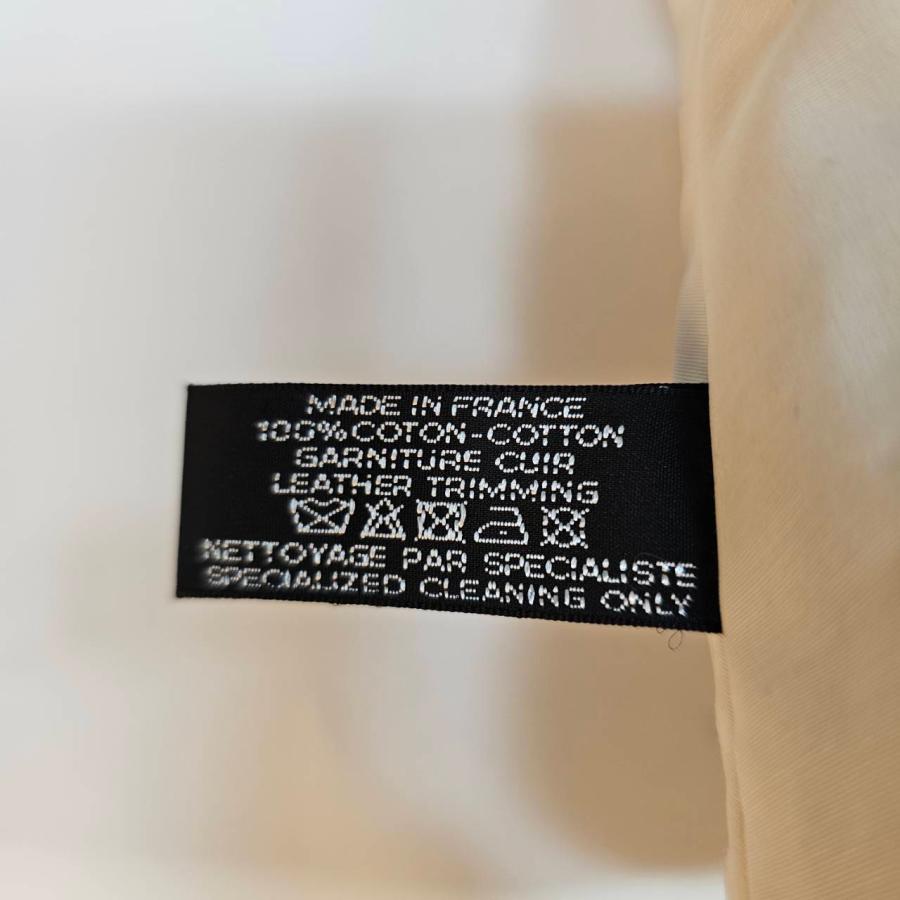 MADE IN FRANCE
100% COTON-COTTON
GARNITURE CUIR
LEATHER TRIMMING
NETTOYAGE PAR SPECIALISTE
SPECIALIZED CLEANING ONLY